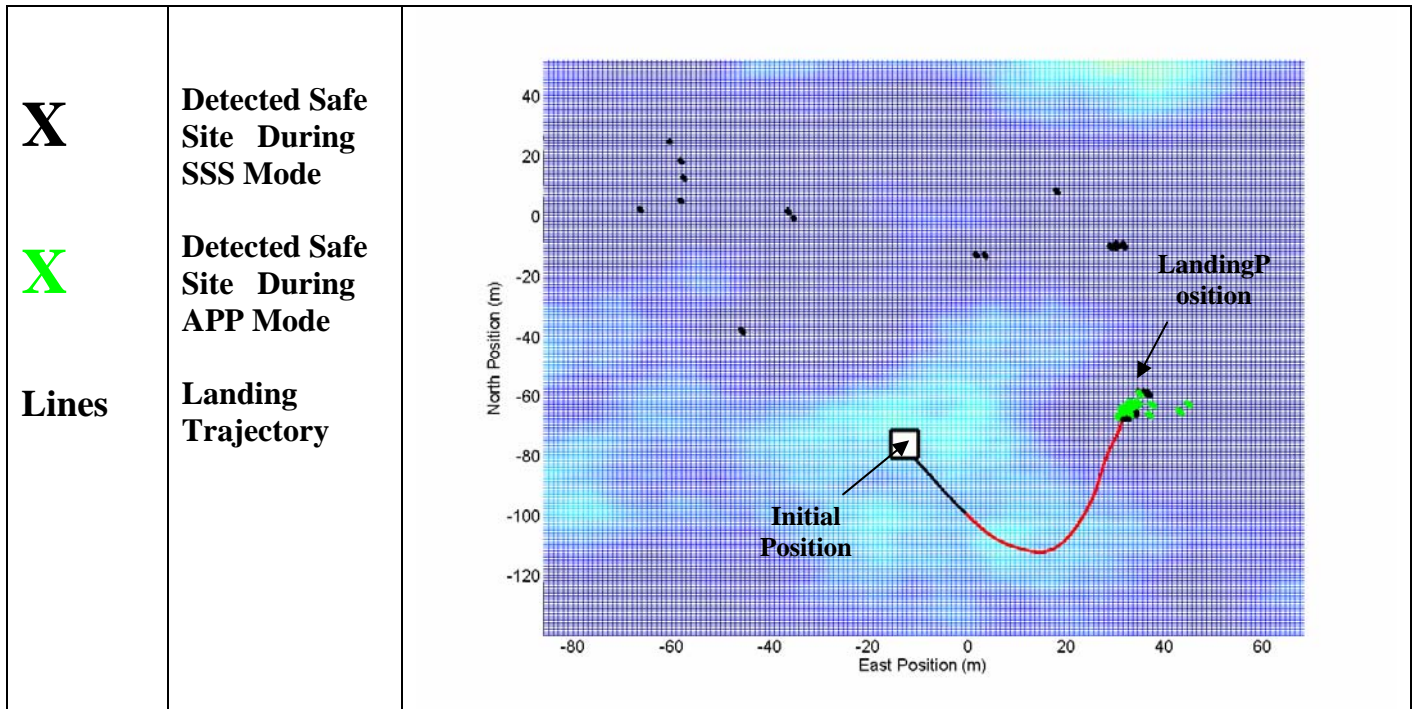 X
Detected Safe
Site During
SSS Mode
X
Detected Safe
Site During
APP Mode
Lines
Landing
Trajectory
North Position (m)
40
20
0
-20
-40
-60
-80
-100
-120
LandingP
osition
Initial
Position
-80
-60
-40
-20
0
20
40
60
East Position (m)